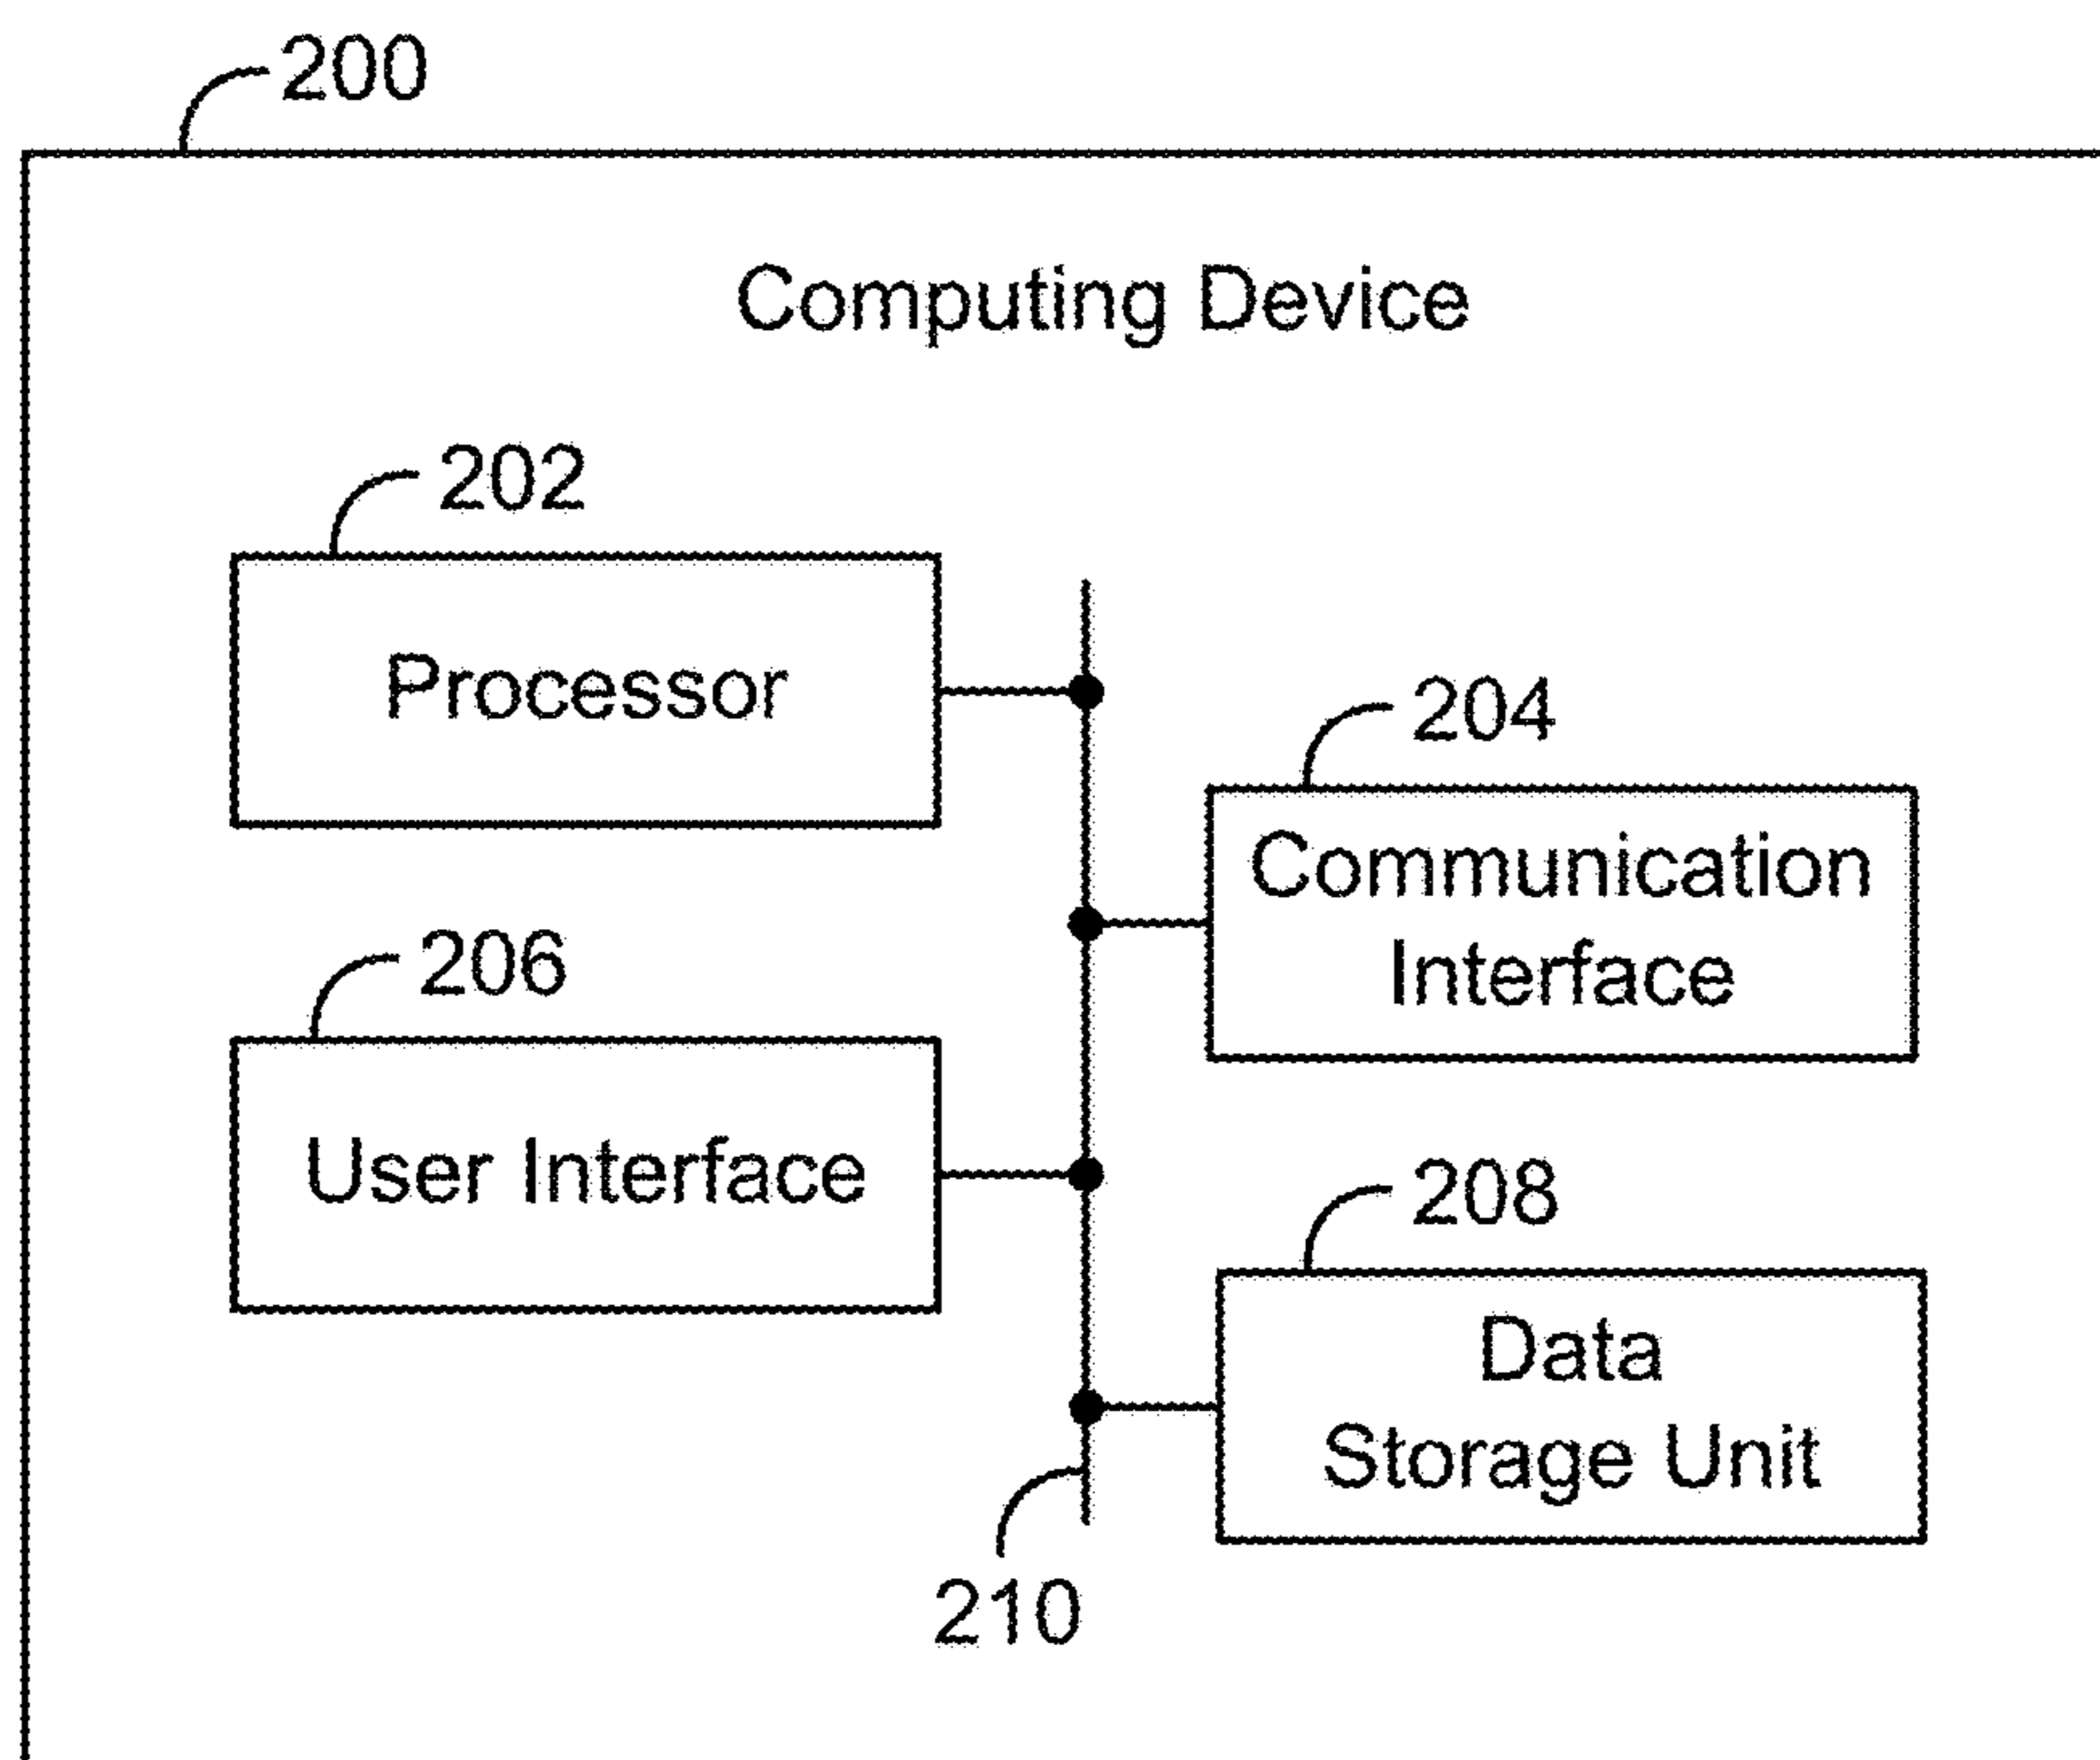 200
Computing Device
202
Processor
204
Communication
Interface
206
User Interface
208
Data
Storage Unit
210